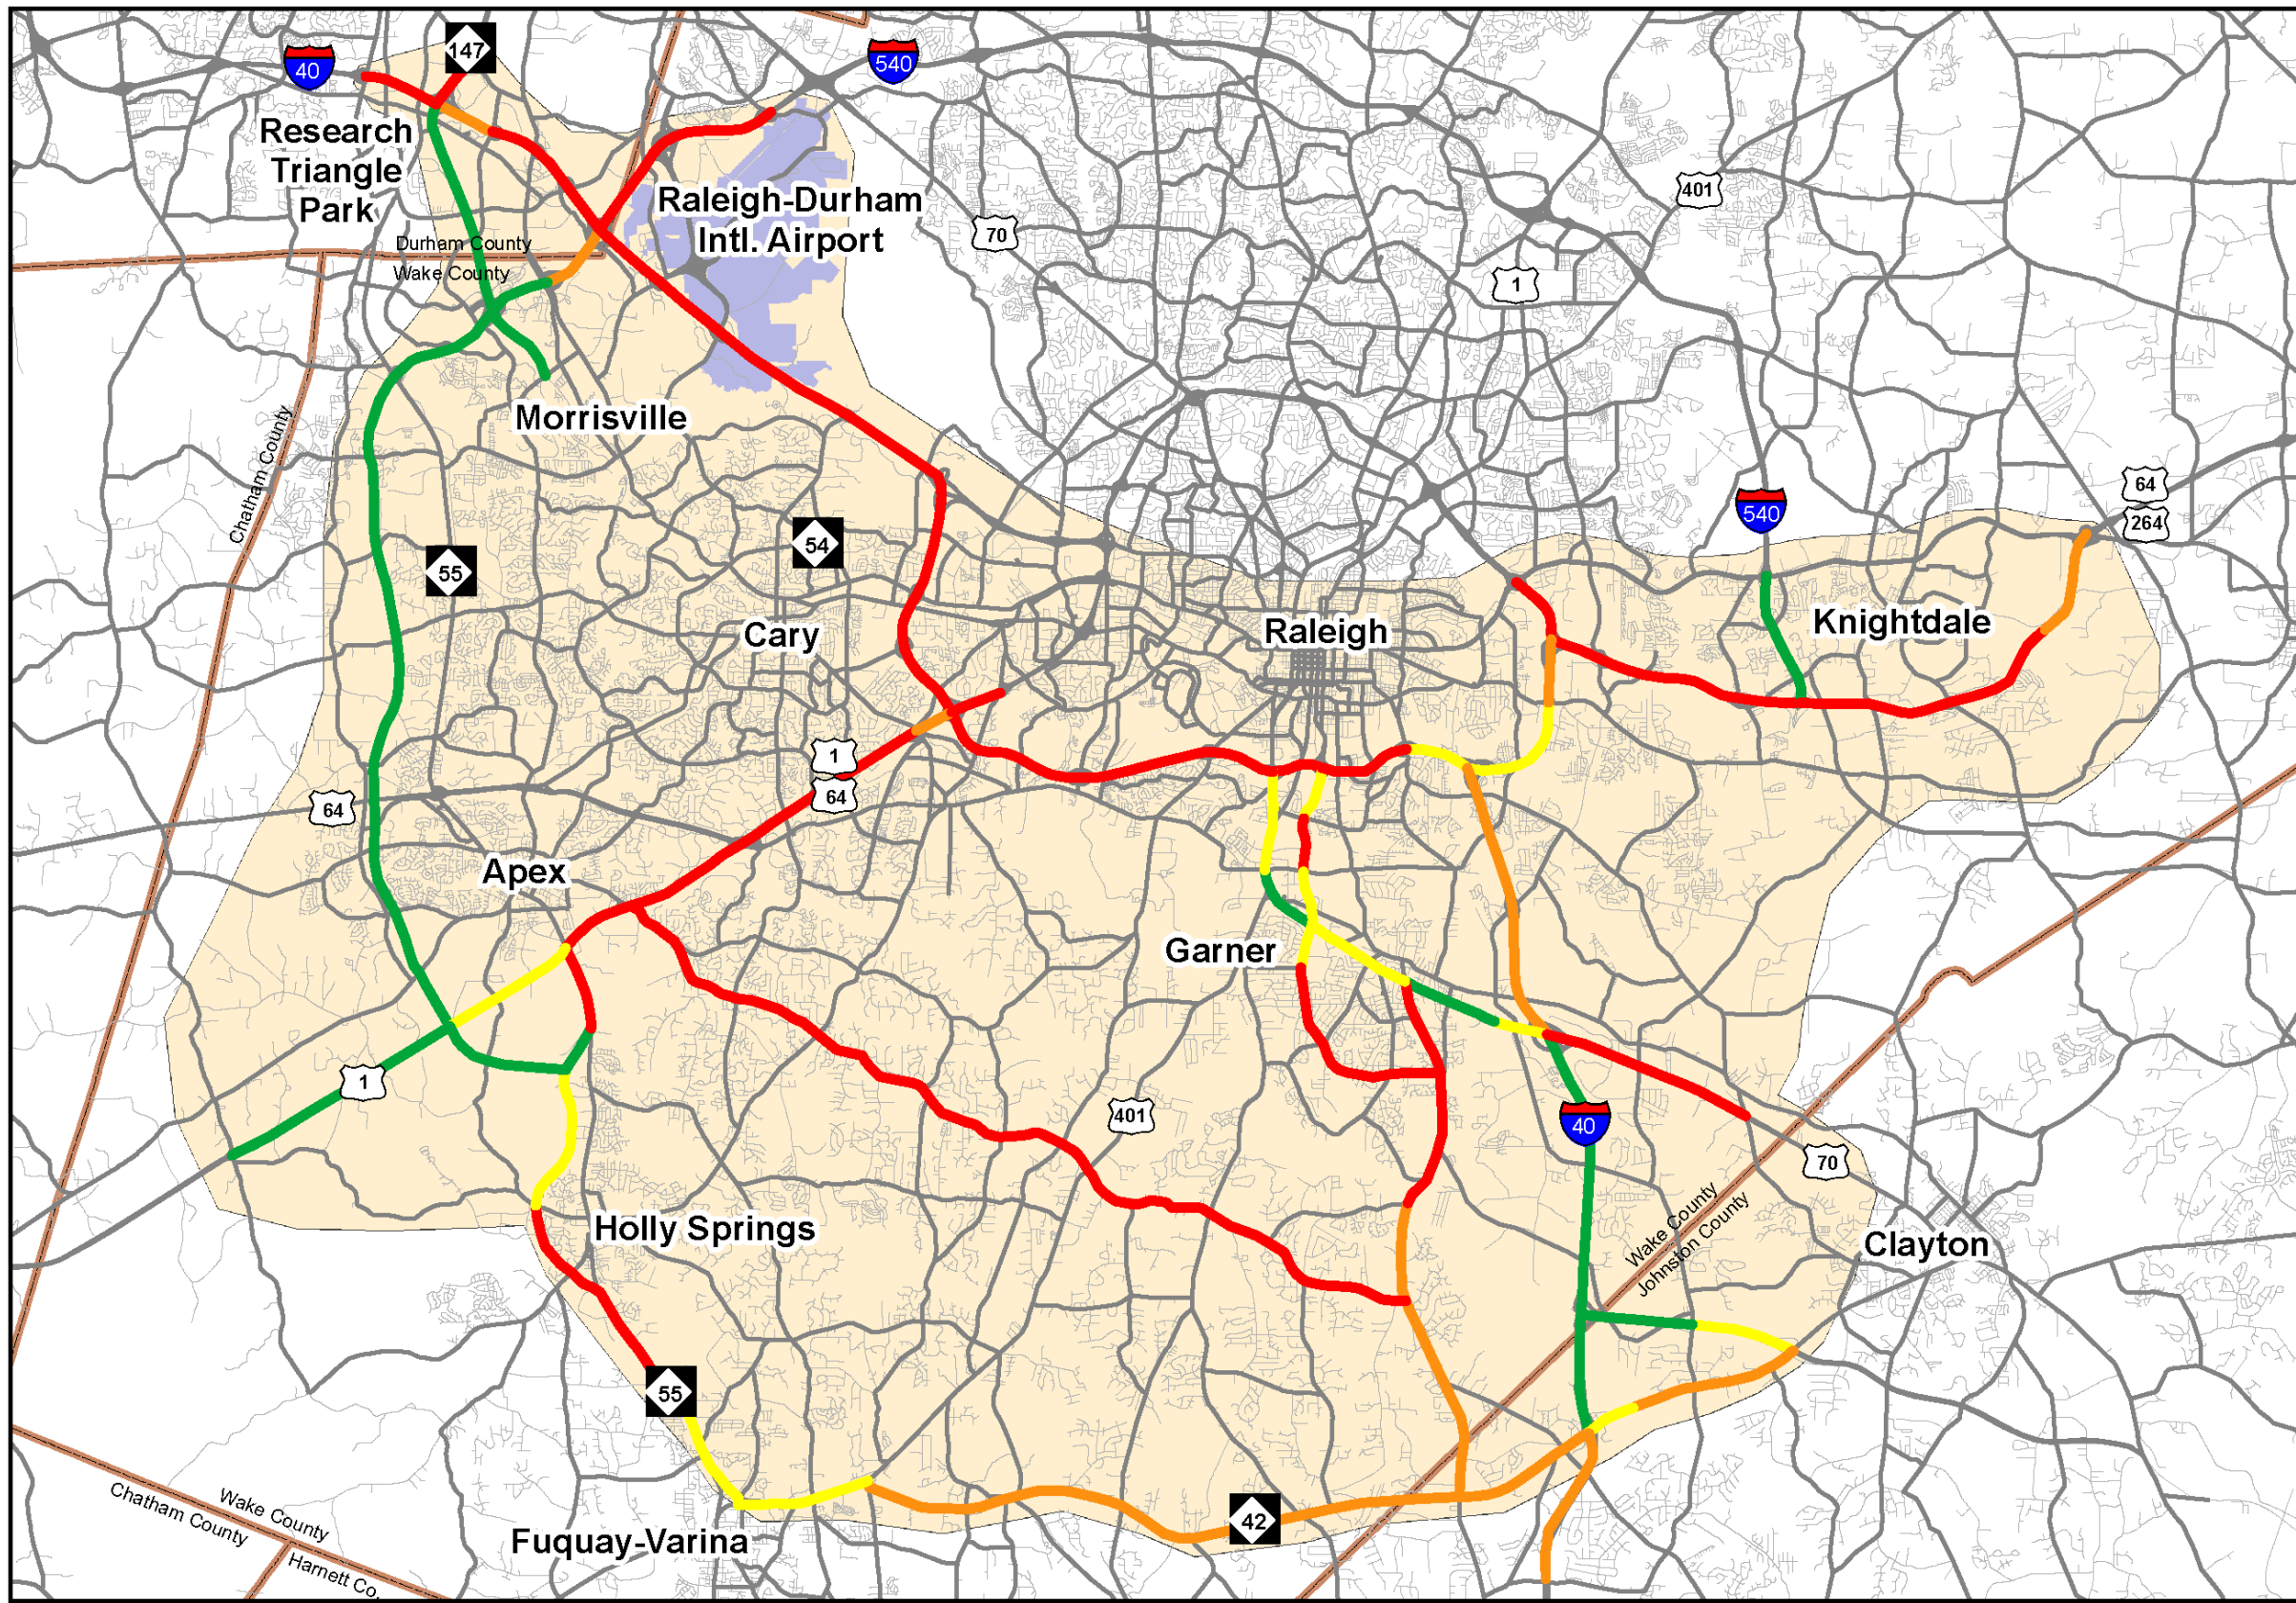 147
40
540
Research
Triangle
Park
Raleigh-Durham
Intl. Airport
401
70
Durham County
Wake County
1
Morrisville
Chatham County
64
540
264
54
55
Knightdale
Raleigh
Cary
1
64
64
Apex
Garner
1
401
40
70
Wake County
Johnston County
Holly Springs
Clayton
55
42
Wake County
Chatham County
Fuquay-Varina
Harnett Co.